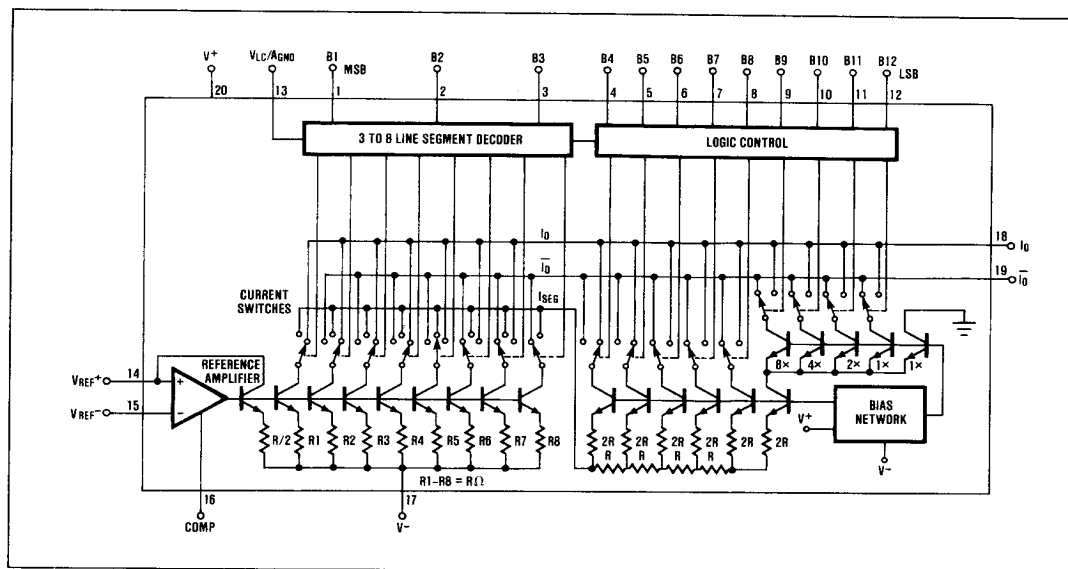 V+ VLC/AGND B1 MSB B2 B3 B4 B5 B6 B7 B8 B9 B10 B11 B12 LSB
20 13 1 2 3 4 5 6 7 8 9 10 11 12
3 TO 8 LINE SEGMENT DECODER
LOGIC CONTROL
IO 18 IO
IO 19 IO
CURRENT
SWITCHES
ISEG
REFERENCE
AMPLIFIER
8× 4× 2× 1× 1×
VREF+ 14 +
VREF- 15 −
BIAS
NETWORK
V+
V-
R/2 R1 R2 R3 R4 R5 R6 R7 R8
2R 2R 2R 2R 2R 2R
R R R R
R1-R8 = RΩ
16
COMP
17
V-